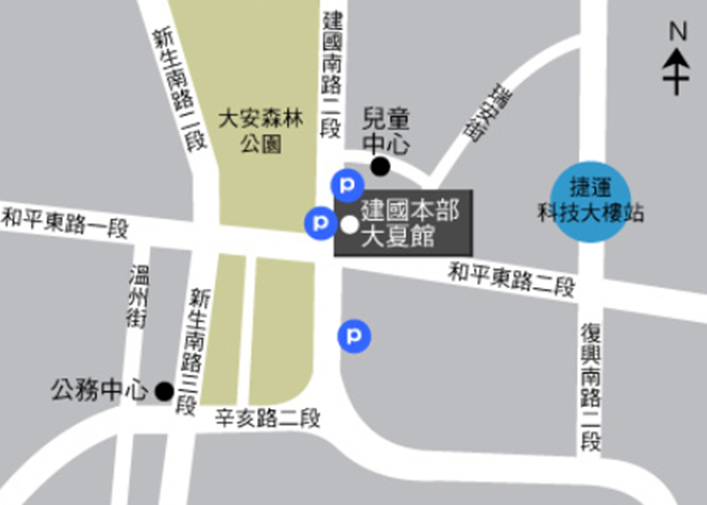 新生南路二段
建國南路二段
N
大安森林
公園
兒童
中心
瑞安街
P
P
建國本部
大夏館
捷運
科技大樓站
和平東路一段
和平東路二段
溫州街
新生南路三段
P
復興南路二段
公務中心
辛亥路二段